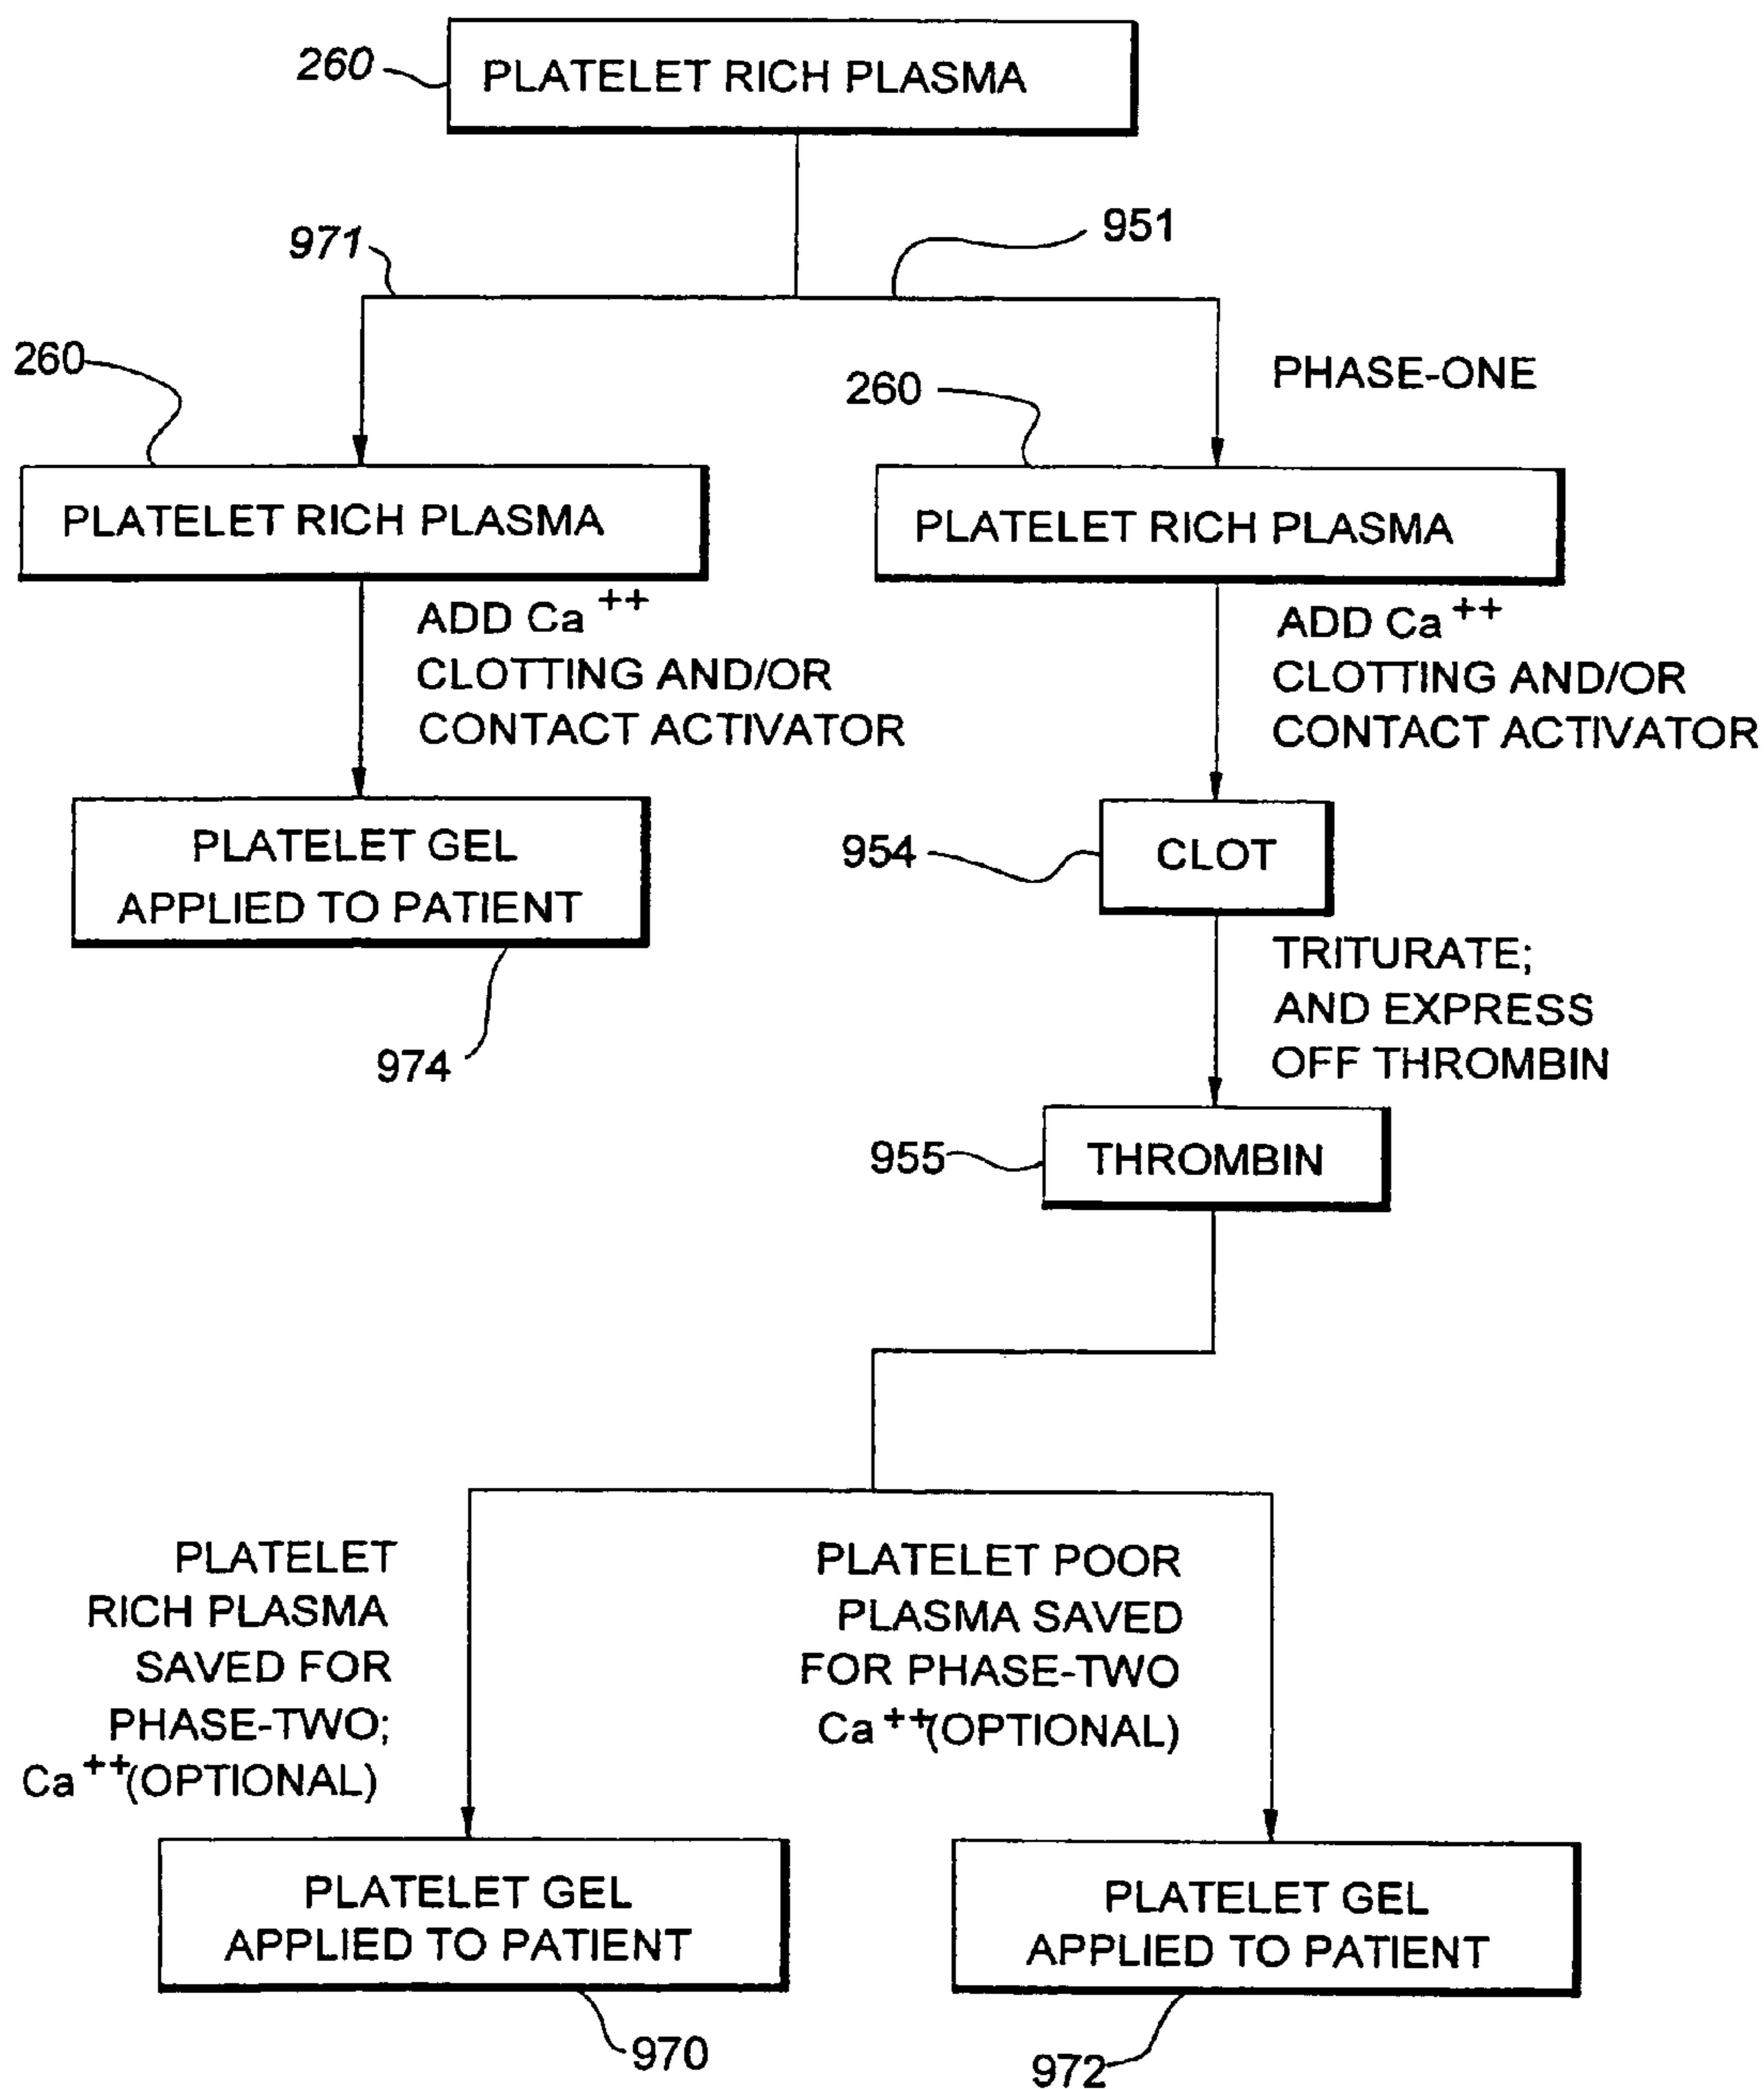 260
PLATELET RICH PLASMA
971
951
260
260
PHASE-ONE
PLATELET RICH PLASMA
PLATELET RICH PLASMA
ADD Ca ++
CLOTTING AND/OR
CONTACT ACTIVATOR
ADD Ca ++
CLOTTING AND/OR
CONTACT ACTIVATOR
PLATELET GEL
APPLIED TO PATIENT
974
954
CLOT
TRITURATE;
AND EXPRESS
OFF THROMBIN
955
THROMBIN
PLATELET
RICH PLASMA
SAVED FOR
PHASE-TWO;
Ca ++(OPTIONAL)
PLATELET POOR
PLASMA SAVED
FOR PHASE-TWO
Ca ++(OPTIONAL)
PLATELET GEL
APPLIED TO PATIENT
970
PLATELET GEL
APPLIED TO PATIENT
972